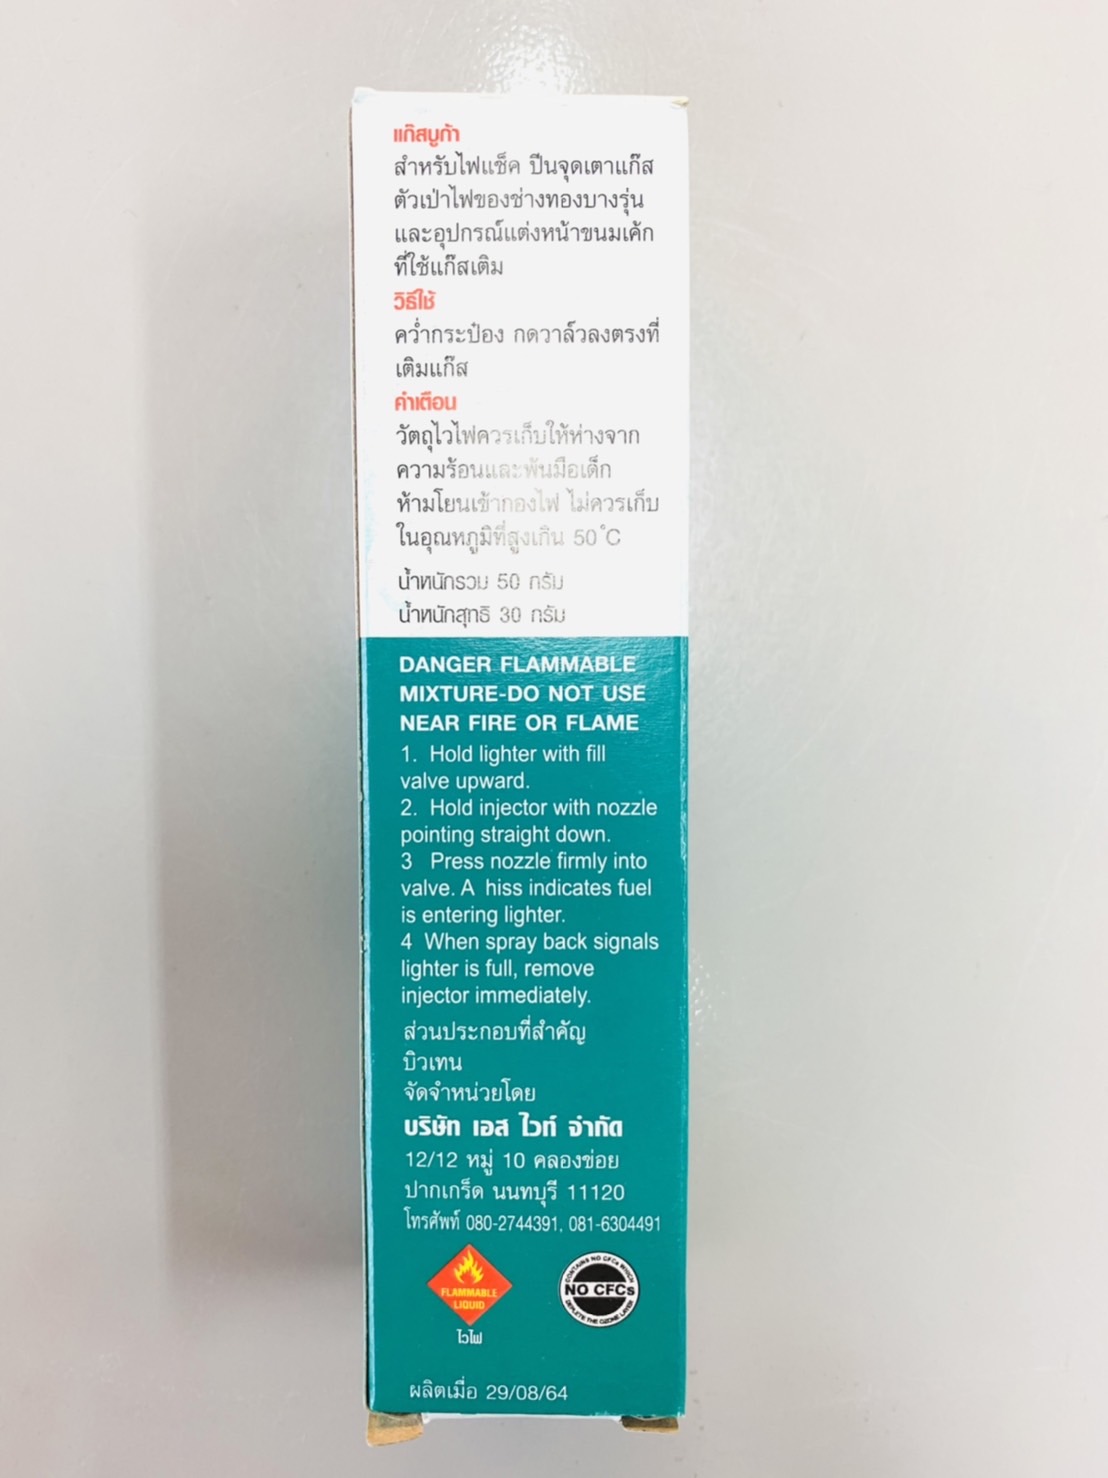 แก๊สบูก้า
สำหรับไฟแช็ค ปืนจุดเตาแก๊ส
ตัวเป่าไฟของช่างทองบางรุ่น
และอุปกรณ์แต่งหน้าขนมเค้ก
ที่ใช้แก๊สเติม
วิธีใช้
คว่ำกระป๋อง กดวาล์วลงตรงที่
เติมแก๊ส
คำเตือน
วัตถุไวไฟควรเก็บให้ห่างจาก
ความร้อนและพ้นมือเด็ก
ห้ามโยนเข้ากองไฟ ไม่ควรเก็บ
ในอุณหภูมิที่สูงเกิน 50°C
น้ำหนักรวม 50 กรัม
น้ำหนักสุทธิ 30 กรัม
DANGER FLAMMABLE
MIXTURE-DO NOT USE
NEAR FIRE OR FLAME
1. Hold lighter with fill
valve upward.
2. Hold injector with nozzle
pointing straight down.
3 Press nozzle firmly into
valve. A hiss indicates fuel
is entering lighter.
4 When spray back signals
lighter is full, remove
injector immediately.
ส่วนประกอบที่สำคัญ
บิวเทน
จัดจำหน่วยโดย
บริษัท เอส ไวท์ จำกัด
12/12 หมู่ 10 คลองข่อย
ปากเกร็ด นนทบุรี 11120
โทรศัพท์ 080-2744391, 081-6304491
FLAMMABLE
LIQUID
ไวไฟ
CONTAINS NO CFCs WHICH
NO CFCs
DEPLETE THE OZONE LAYER
ผลิตเมื่อ 29/08/64